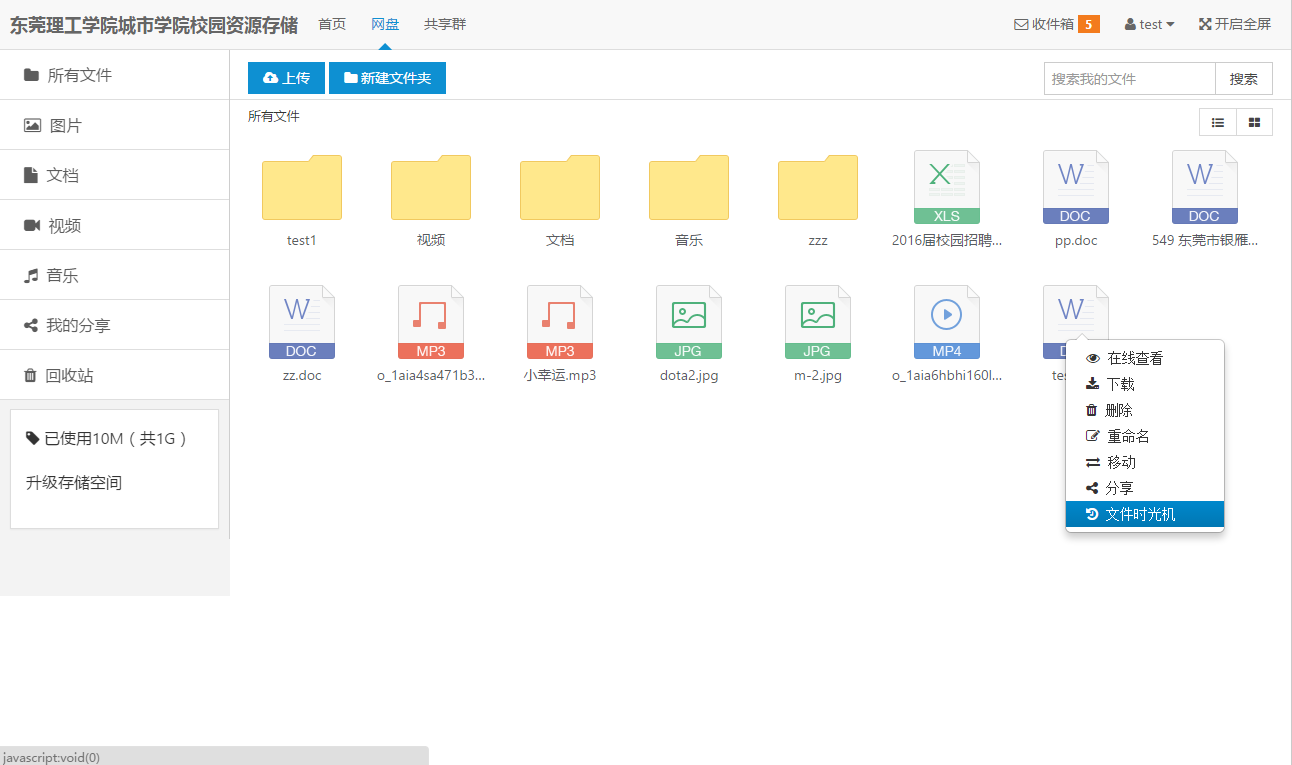 东莞理工学院城市学院校园资源存储 首页 网盘 共享群 收件箱 5 test 开启全屏
所有文件
图片
文档
视频
音乐
我的分享
回收站
已使用10M（共1G）
升级存储空间
上传 新建文件夹 搜索我的文件 搜索
所有文件
XLS DOC DOC
test1 视频 文档 音乐 zzz 2016届校园招聘... pp.doc 549 东莞市银雁...
DOC MP3 MP3 JPG JPG MP4
zz.doc o_1aia4sa471b3... 小幸运.mp3 dota2.jpg m-2.jpg o_1aia6hbhi160l...
在线查看
下载
删除
重命名
移动
分享
文件时光机
javascript:void(0)